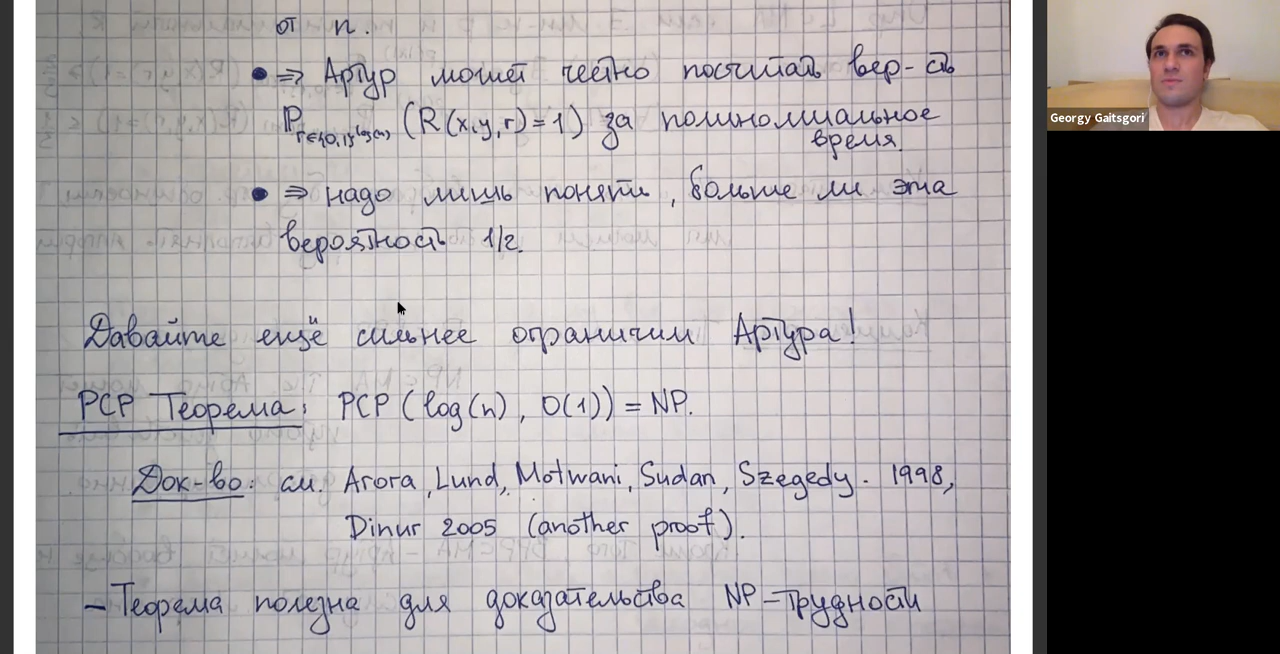 от n.
• ⇒ Артур может честно посчитать вер-сть
P_{r∈{0,1}^{log(n)}} (R(x,y,r)=1) за полиномиальное
время.
• ⇒ надо лишь понять, больше ли эта
вероятность 1/2.
Давайте ещё сильнее ограничим Артура!
PCP Теорема: PCP(log(n), O(1)) = NP.
Док-во: см. Arora, Lund, Motwani, Sudan, Szegedy. 1998,
Dinur 2005 (another proof).
- Теорема полезна для доказательства NP-трудности
Georgy Gaitsgori